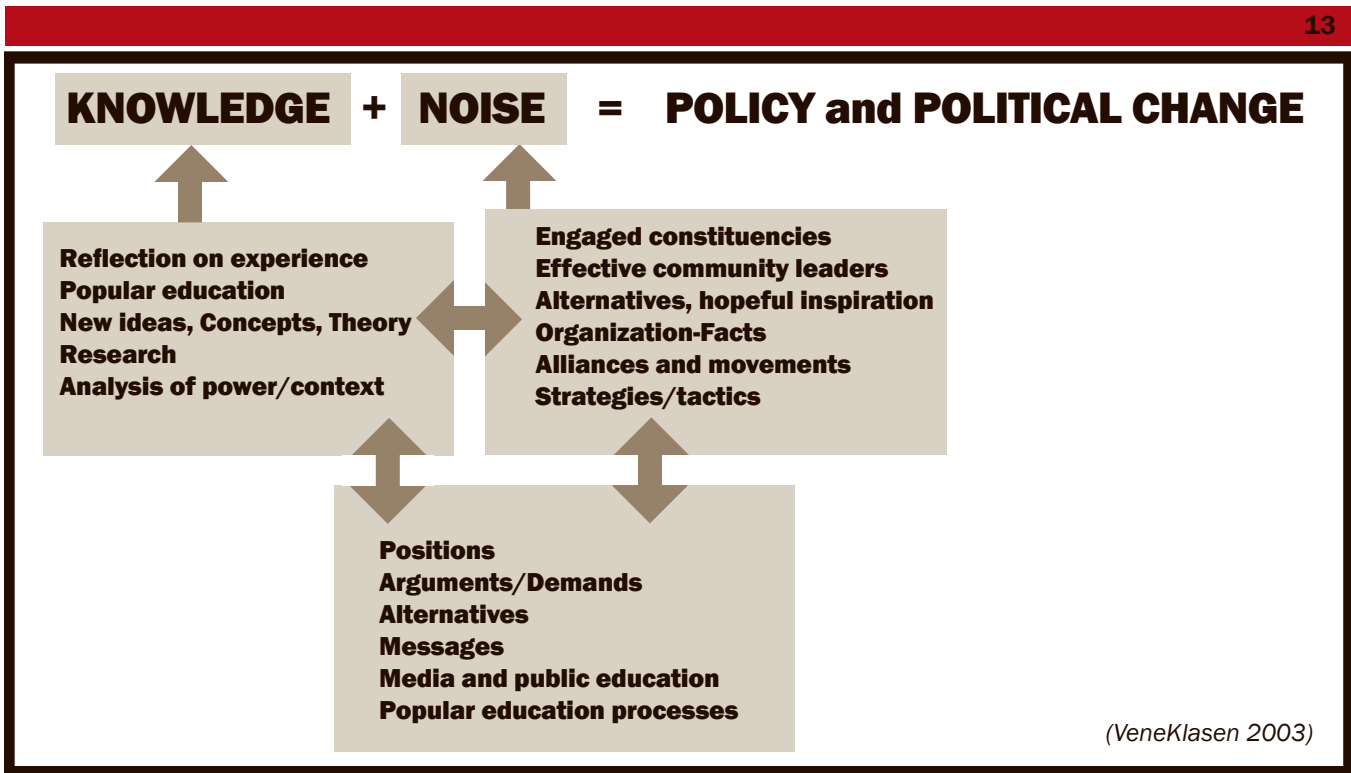 13
KNOWLEDGE + NOISE = POLICY and POLITICAL CHANGE
Reflection on experience
Popular education
New ideas, Concepts, Theory
Research
Analysis of power/context
Engaged constituencies
Effective community leaders
Alternatives, hopeful inspiration
Organization-Facts
Alliances and movements
Strategies/tactics
Positions
Arguments/Demands
Alternatives
Messages
Media and public education
Popular education processes
(VeneKlasen 2003)